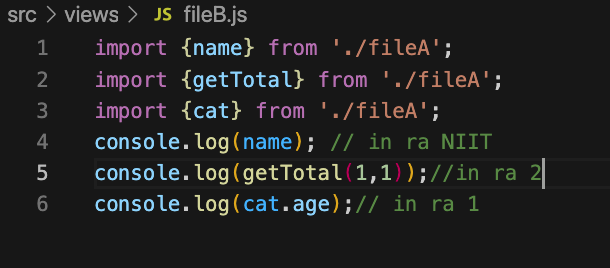 src > views > JS fileB.js
1 import {name} from './fileA';
2 import {getTotal} from './fileA';
3 import {cat} from './fileA';
4 console.log(name); // in ra NIIT
5 console.log(getTotal(1,1));//in ra 2
6 console.log(cat.age);// in ra 1